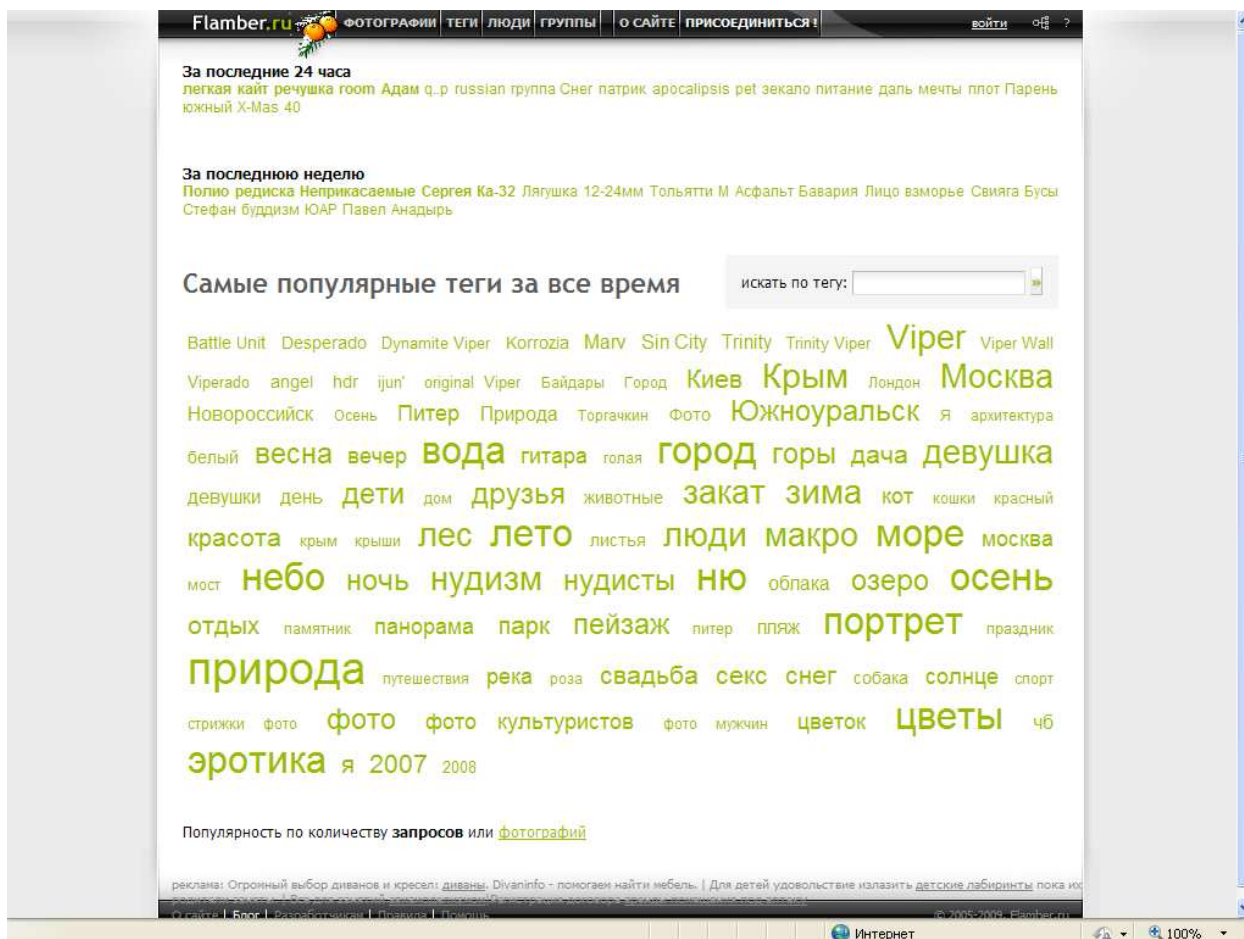 Flamber.ru ФОТОГРАФИИ ТЕГИ ЛЮДИ ГРУППЫ О САЙТЕ ПРИСОЕДИНИТЬСЯ! войти ?
За последние 24 часа
легкая кайт речушка room Адам q..p russian группа Снег патрик apocalipsis pet зекало питание даль мечты плот Парень
южный X-Mas 40
За последнюю неделю
Полио редиска Неприкасаемые Сергея Ка-32 Лягушка 12-24мм Тольятти М Асфальт Бавария Лицо взморье Свияга Бусы
Стефан буддизм ЮАР Павел Анадырь
Самые популярные теги за все время искать по тегу:
Battle Unit Desperado Dynamite Viper Korrozia Marv Sin City Trinity Trinity Viper Viper Viper Wall
Viperado angel hdr ijun' original Viper Байдары Город Киев Крым Лондон Москва
Новороссийск Осень Питер Природа Торгачкин Фото Южноуральск Я архитектура
белый весна вечер вода гитара голая город горы дача девушка
девушки день дети дом друзья животные закат зима кот кошки красный
красота крым крыши лес лето листья люди макро море москва
мост небо ночь нудизм нудисты ню облака озеро осень
отдых памятник панорама парк пейзаж питер пляж портрет праздник
природа путешествия река роза свадьба секс снег собака солнце спорт
стрижки фото фото фото культуристов фото мужчин цветок цветы чб
эротика я 2007 2008
Популярность по количеству запросов или фотографий
реклама: Огромный выбор диванов и кресел: диваны. Divaninfo - помогаем найти мебель. | Для детей удовольствие излазить детские лабиринты пока их
О сайте | Блог | Разработчикам | Правила | Помощь © 2005-2009, Flamber.ru
Интернет 100%